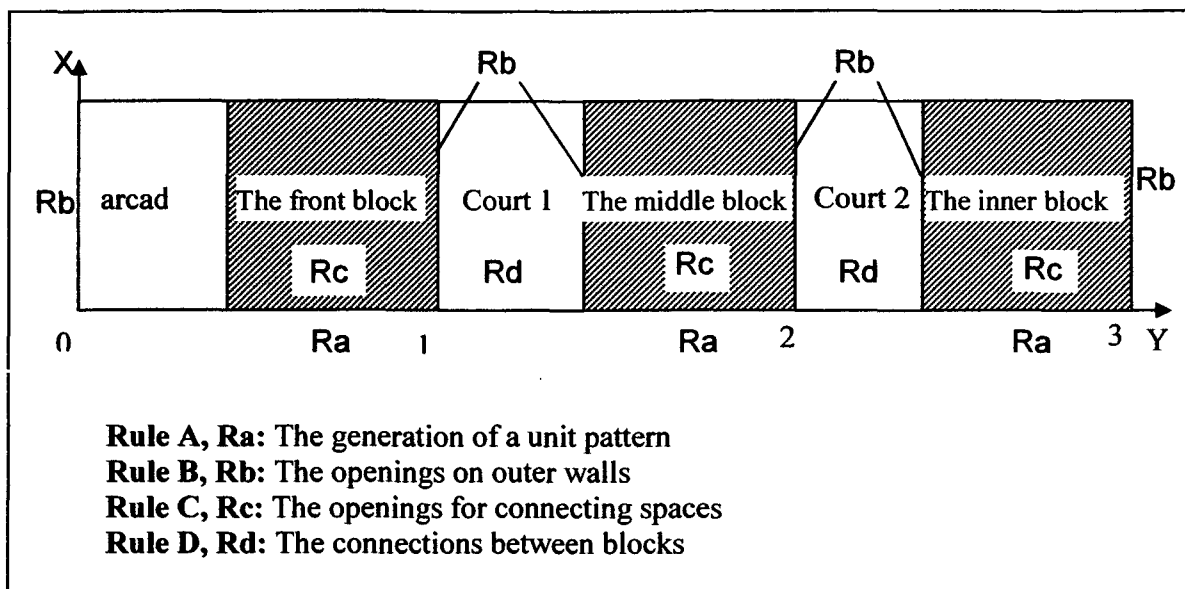 X Rb Rb
Rb arcad The front block Court 1 The middle block Court 2 The inner block Rb
Rc Rd Rc Rd Rc
0 Ra 1 Ra 2 Ra 3 Y
Rule A, Ra: The generation of a unit pattern
Rule B, Rb: The openings on outer walls
Rule C, Rc: The openings for connecting spaces
Rule D, Rd: The connections between blocks